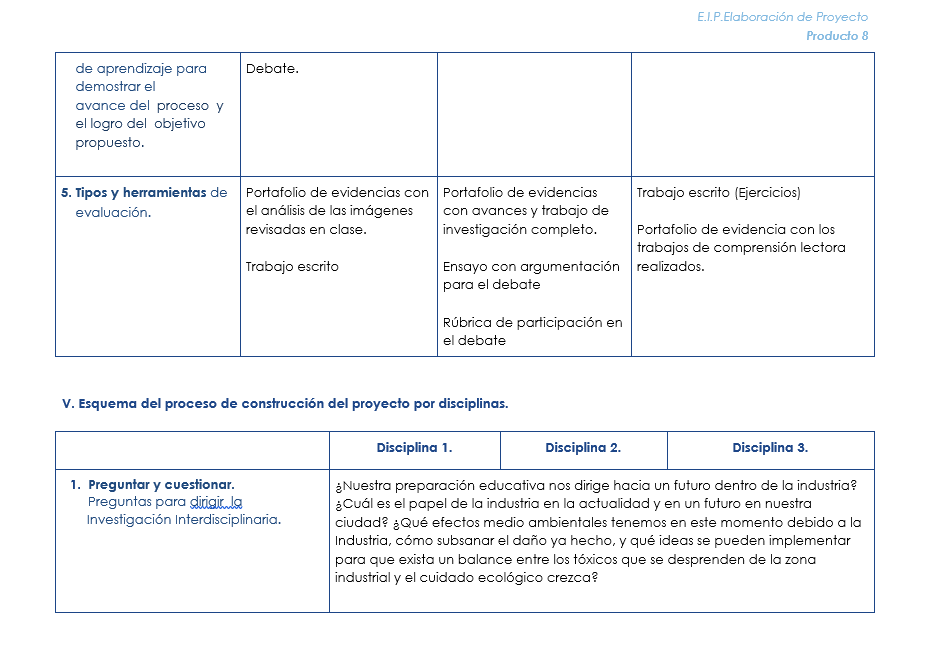 E.I.P.Elaboración de Proyecto
Producto 8
de aprendizaje para
demostrar el
avance del proceso y
el logro del objetivo
propuesto.
Debate.
5. Tipos y herramientas de
evaluación.
Portafolio de evidencias con
el análisis de las imágenes
revisadas en clase.
Trabajo escrito
Portafolio de evidencias
con avances y trabajo de
investigación completo.
Ensayo con argumentación
para el debate
Rúbrica de participación en
el debate
Trabajo escrito (Ejercicios)
Portafolio de evidencia con los
trabajos de comprensión lectora
realizados.
V. Esquema del proceso de construcción del proyecto por disciplinas.
Disciplina 1.
Disciplina 2.
Disciplina 3.
1. Preguntar y cuestionar.
Preguntas para dirigir la
Investigación Interdisciplinaria.
¿Nuestra preparación educativa nos dirige hacia un futuro dentro de la industria?
¿Cuál es el papel de la industria en la actualidad y en un futuro en nuestra
ciudad? ¿Qué efectos medio ambientales tenemos en este momento debido a la
Industria, cómo subsanar el daño ya hecho, y qué ideas se pueden implementar
para que exista un balance entre los tóxicos que se desprenden de la zona
industrial y el cuidado ecológico crezca?